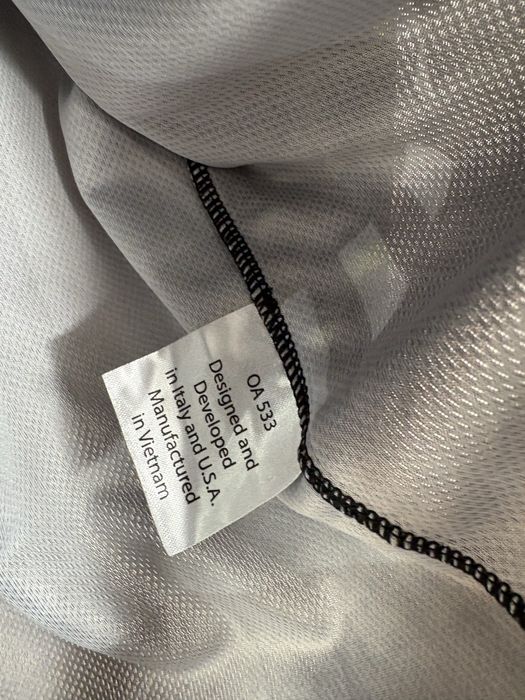 OA 533
Designed and
Developed
in Italy and U.S.A.
Manufactured
in Vietnam